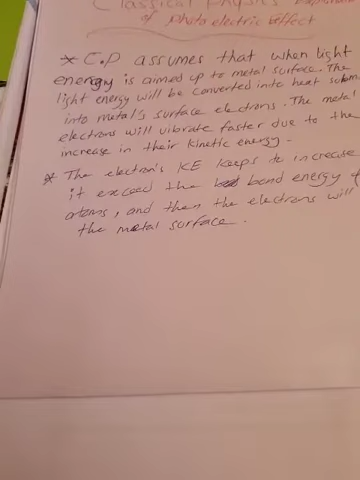 Classical Physics
of photoelectric effect
* C.P assumes that when light
energy is aimed up to metal surface. The
light energy will be converted into heat
into metal's surface electrons. The metal
electrons will vibrate faster due to the
increase in their kinetic energy.
* The electron's KE keeps to increase
it exceed the bond energy of
atoms, and then the electrons will
the metal surface.